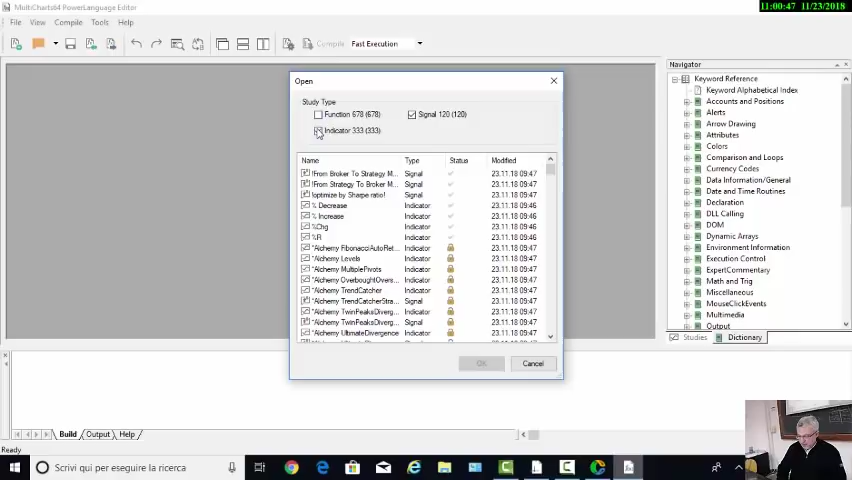 MultiCharts64 PowerLanguage Editor
11:00:47 11/23/2018
File View Compile Tools Help
Compile Fast Execution
Open
Study Type
Function 678 (678) Signal 120 (120)
Indicator 333 (333)
Name Type Status Modified
!From Broker To Strategy M... Signal 23.11.18 09:47
!From Strategy To Broker M... Signal 23.11.18 09:47
!optimize by Sharpe ratio! Signal 23.11.18 09:47
% Decrease Indicator 23.11.18 09:46
% Increase Indicator 23.11.18 09:46
%Chg Indicator 23.11.18 09:46
%R Indicator 23.11.18 09:46
*Alchemy FibonacciAutoRet... Indicator 23.11.18 09:47
*Alchemy Levels Indicator 23.11.18 09:47
*Alchemy MultiplePivots Indicator 23.11.18 09:47
*Alchemy OverboughtOvers... Indicator 23.11.18 09:47
*Alchemy TrendCatcher Indicator 23.11.18 09:47
*Alchemy TrendCatcherStra... Signal 23.11.18 09:47
*Alchemy TwinPeaksDiverg... Indicator 23.11.18 09:47
*Alchemy TwinPeaksDiverg... Signal 23.11.18 09:47
*Alchemy UltimateDivergence Indicator 23.11.18 09:47
OK Cancel
Navigator
Keyword Reference
Keyword Alphabetical Index
Accounts and Positions
Alerts
Arrow Drawing
Attributes
Colors
Comparison and Loops
Currency Codes
Data Information/General
Date and Time Routines
Declaration
DLL Calling
DOM
Dynamic Arrays
Environment Information
Execution Control
ExpertCommentary
Math and Trig
Miscellaneous
MouseClickEvents
Multimedia
Output
Studies Dictionary
Build Output Help
Ready
Scrivi qui per eseguire la ricerca